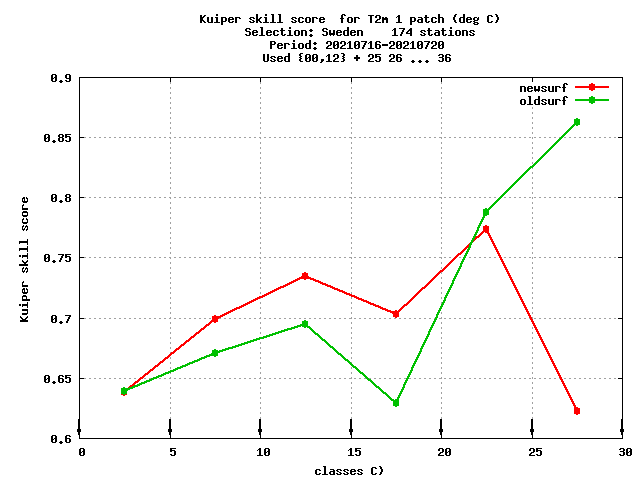 Kuiper skill score  for T2m 1 patch (deg C)
Selection: Sweden    174 stations
Period: 20210716-20210720
Used {00,12} + 25 26 ... 36
newsurf
oldsurf
0.9
0.85
0.8
0.75
0.7
0.65
0.6
Kuiper skill score
0 5 10 15 20 25 30
classes C)